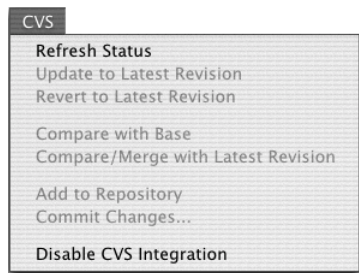 CVS
Refresh Status
Update to Latest Revision
Revert to Latest Revision
Compare with Base
Compare/Merge with Latest Revision
Add to Repository
Commit Changes...
Disable CVS Integration